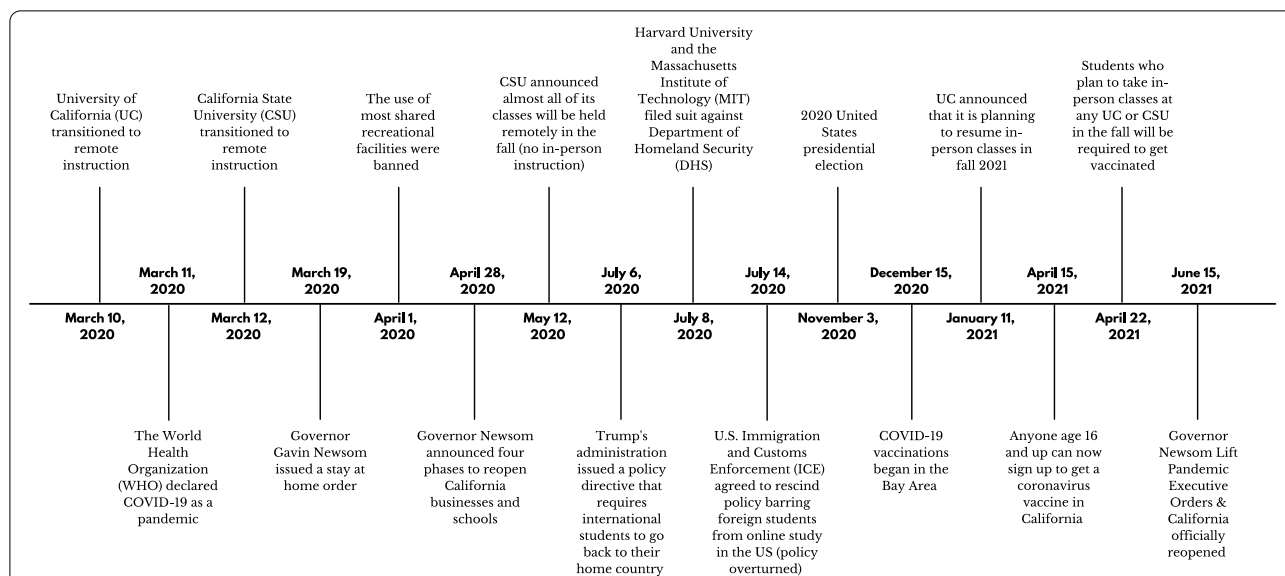 University of
California (UC)
transitioned to
remote
instruction
California State
University (CSU)
transitioned to
remote
instruction
The use of
most shared
recreational
facilities were
banned
CSU announced
almost all of its
classes will be held
remotely in the
fall (no in-person
instruction)
Harvard University
and the
Massachusetts
Institute of
Technology (MIT)
filed suit against
Department of
Homeland Security
(DHS)
2020 United
States
presidential
election
UC announced
that it is planning
to resume in-
person classes in
fall 2021
Students who
plan to take in-
person classes at
any UC or CSU
in the fall will be
required to get
vaccinated
March 11,
2020
March 19,
2020
April 28,
2020
July 6,
2020
July 14,
2020
December 15,
2020
April 15,
2021
June 15,
2021
March 10,
2020
March 12,
2020
April 1,
2020
May 12,
2020
July 8,
2020
November 3,
2020
January 11,
2021
April 22,
2021
The World
Health
Organization
(WHO) declared
COVID-19 as a
pandemic
Governor
Gavin Newsom
issued a stay at
home order
Governor Newsom
announced four
phases to reopen
California
businesses and
schools
Trump's
administration
issued a policy
directive that
requires
international
students to go
back to their
home country
U.S. Immigration
and Customs
Enforcement (ICE)
agreed to rescind
policy barring
foreign students
from online study
in the US (policy
overturned)
COVID-19
vaccinations
began in the
Bay Area
Anyone age 16
and up can now
sign up to get a
coronavirus
vaccine in
California
Governor
Newsom Lift
Pandemic
Executive
Orders &
California
officially
reopened